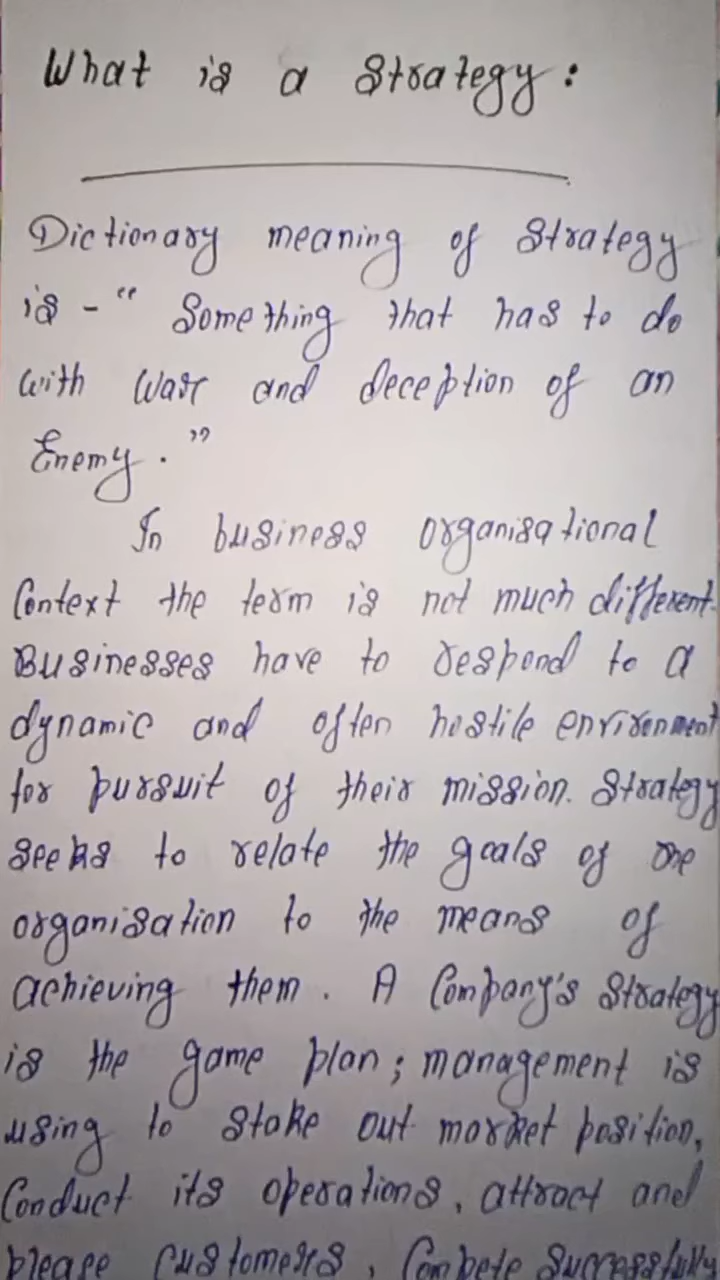 What is a Strategy:
Dictionary meaning of Strategy
is - "Something that has to do
with war and deception of an
Enemy."
In business organisational
Context the term is not much different.
Businesses have to respond to a
dynamic and often hostile environment
for pursuit of their mission. Strategy
seeks to relate the goals of the
organisation to the means of
achieving them. A Company's Strategy
is the game plan; management is
using to stake out market position,
Conduct its operations, attract and
please customers, Compete Successfully